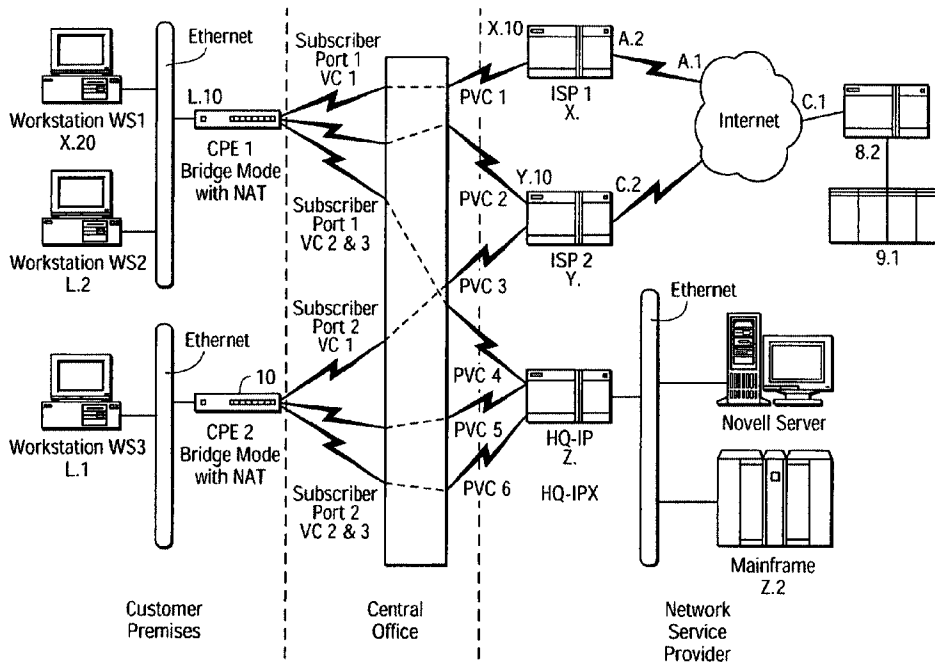 Ethernet
Workstation WS1
X.20
L.10
CPE 1
Bridge Mode
with NAT
Workstation WS2
L.2
Subscriber
Port 1
VC 1
Subscriber
Port 1
VC 2 & 3
PVC 1
PVC 2
PVC 3
X.10
A.2
ISP 1
X.
Y.10
C.2
ISP 2
Y.
A.1
Internet
C.1
8.2
9.1
Ethernet
Workstation WS3
L.1
10
CPE 2
Bridge Mode
with NAT
Subscriber
Port 2
VC 1
Subscriber
Port 2
VC 2 & 3
PVC 4
PVC 5
PVC 6
HQ-IP
Z.
HQ-IPX
Ethernet
Novell Server
Mainframe
Z.2
Customer
Premises
Central
Office
Network
Service
Provider